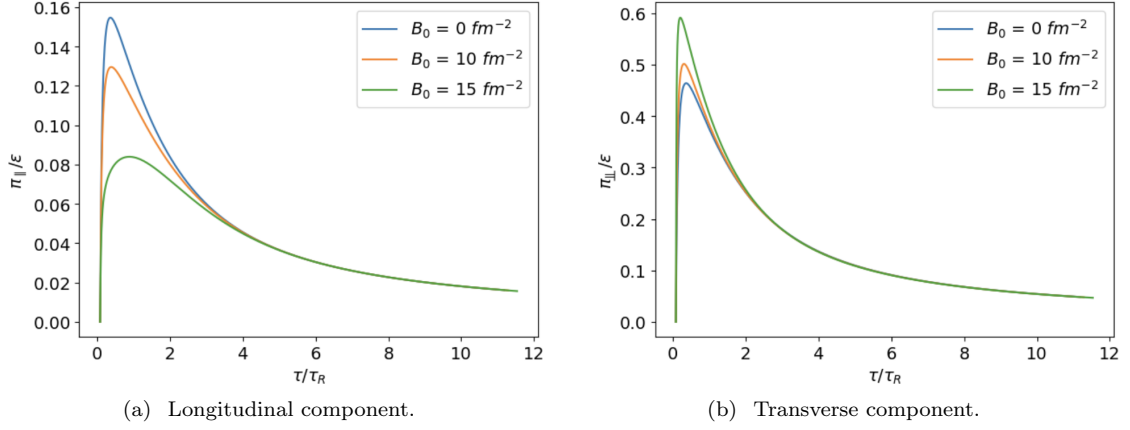 0.16
0.14
0.12
0.10
0.08
0.06
0.04
0.02
0.00
π∥/ε
0 2 4 6 8 10 12
τ/τ_R
B₀ = 0 fm⁻²
B₀ = 10 fm⁻²
B₀ = 15 fm⁻²
(a) Longitudinal component.
0.6
0.5
0.4
0.3
0.2
0.1
0.0
π⫫/ε
0 2 4 6 8 10 12
τ/τ_R
B₀ = 0 fm⁻²
B₀ = 10 fm⁻²
B₀ = 15 fm⁻²
(b) Transverse component.